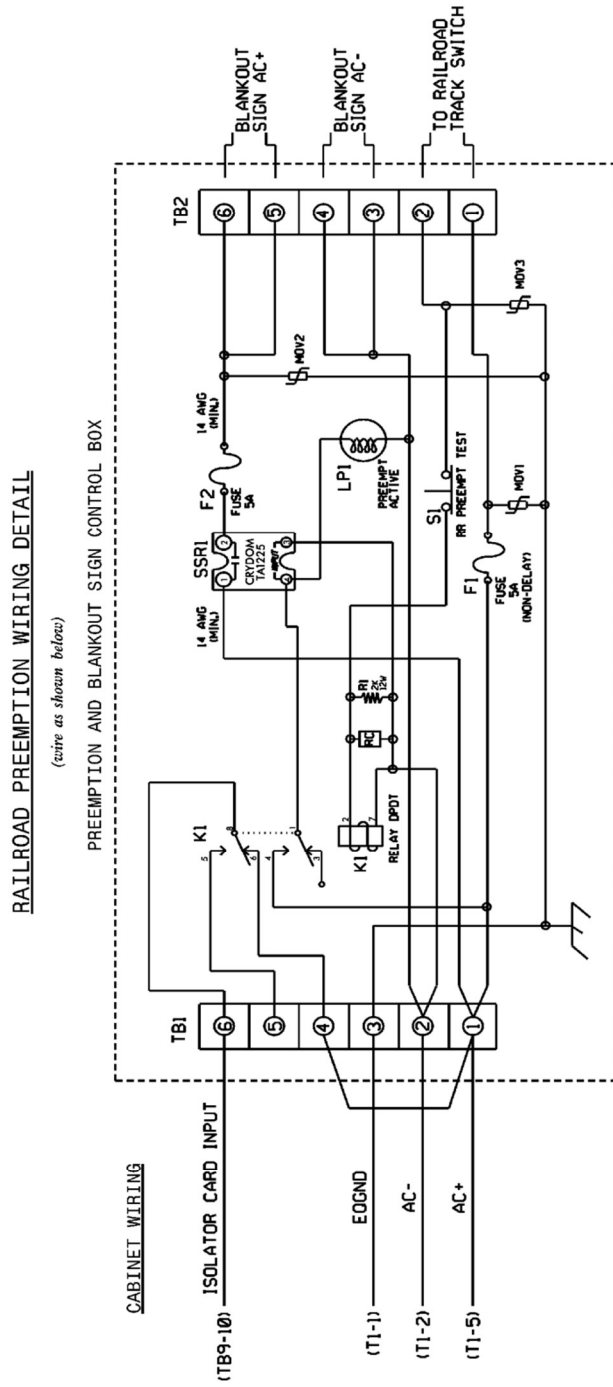 RAILROAD PREEMPTION WIRING DETAIL
(wire as shown below)
PREEMPTION AND BLANKOUT SIGN CONTROL BOX
CABINET WIRING
(TB9-10) ISOLATOR CARD INPUT
(T1-1) EQGND
(T1-2) AC-
(T1-5) AC+
TB1
6
5
4
3
2
1
K1
8
5
6
1
4
3
K1
2
7
RELAY DPDT
RC
R1
2K
12W
14 AWG
(MIN.)
SSR1
1
2
CRYDOM
TA1225
4
INPUT
3
F2
FUSE
5A
14 AWG
(MIN.)
LP1
PREEMPT
ACTIVE
S1
RR PREEMPT TEST
F1
FUSE
5A
(NON-DELAY)
MOV1
MOV2
MOV3
TB2
6
5
4
3
2
1
BLANKOUT
SIGN AC+
BLANKOUT
SIGN AC-
TO RAILROAD
TRACK SWITCH